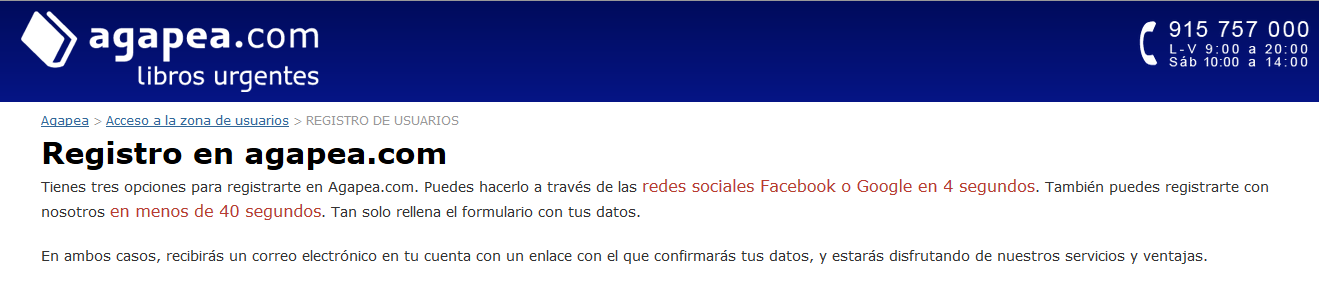 agapea.com
libros urgentes
915 757 000
L-V 9:00 a 20:00
Sáb 10:00 a 14:00
Agapea > Acceso a la zona de usuarios > REGISTRO DE USUARIOS
Registro en agapea.com
Tienes tres opciones para registrarte en Agapea.com. Puedes hacerlo a través de las redes sociales Facebook o Google en 4 segundos. También puedes registrarte con
nosotros en menos de 40 segundos. Tan solo rellena el formulario con tus datos.
En ambos casos, recibirás un correo electrónico en tu cuenta con un enlace con el que confirmarás tus datos, y estarás disfrutando de nuestros servicios y ventajas.